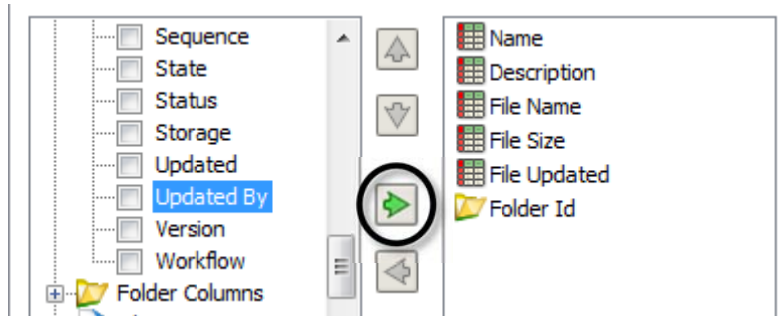 Sequence
State
Status
Storage
Updated
Updated By
Version
Workflow
Folder Columns
Name
Description
File Name
File Size
File Updated
Folder Id